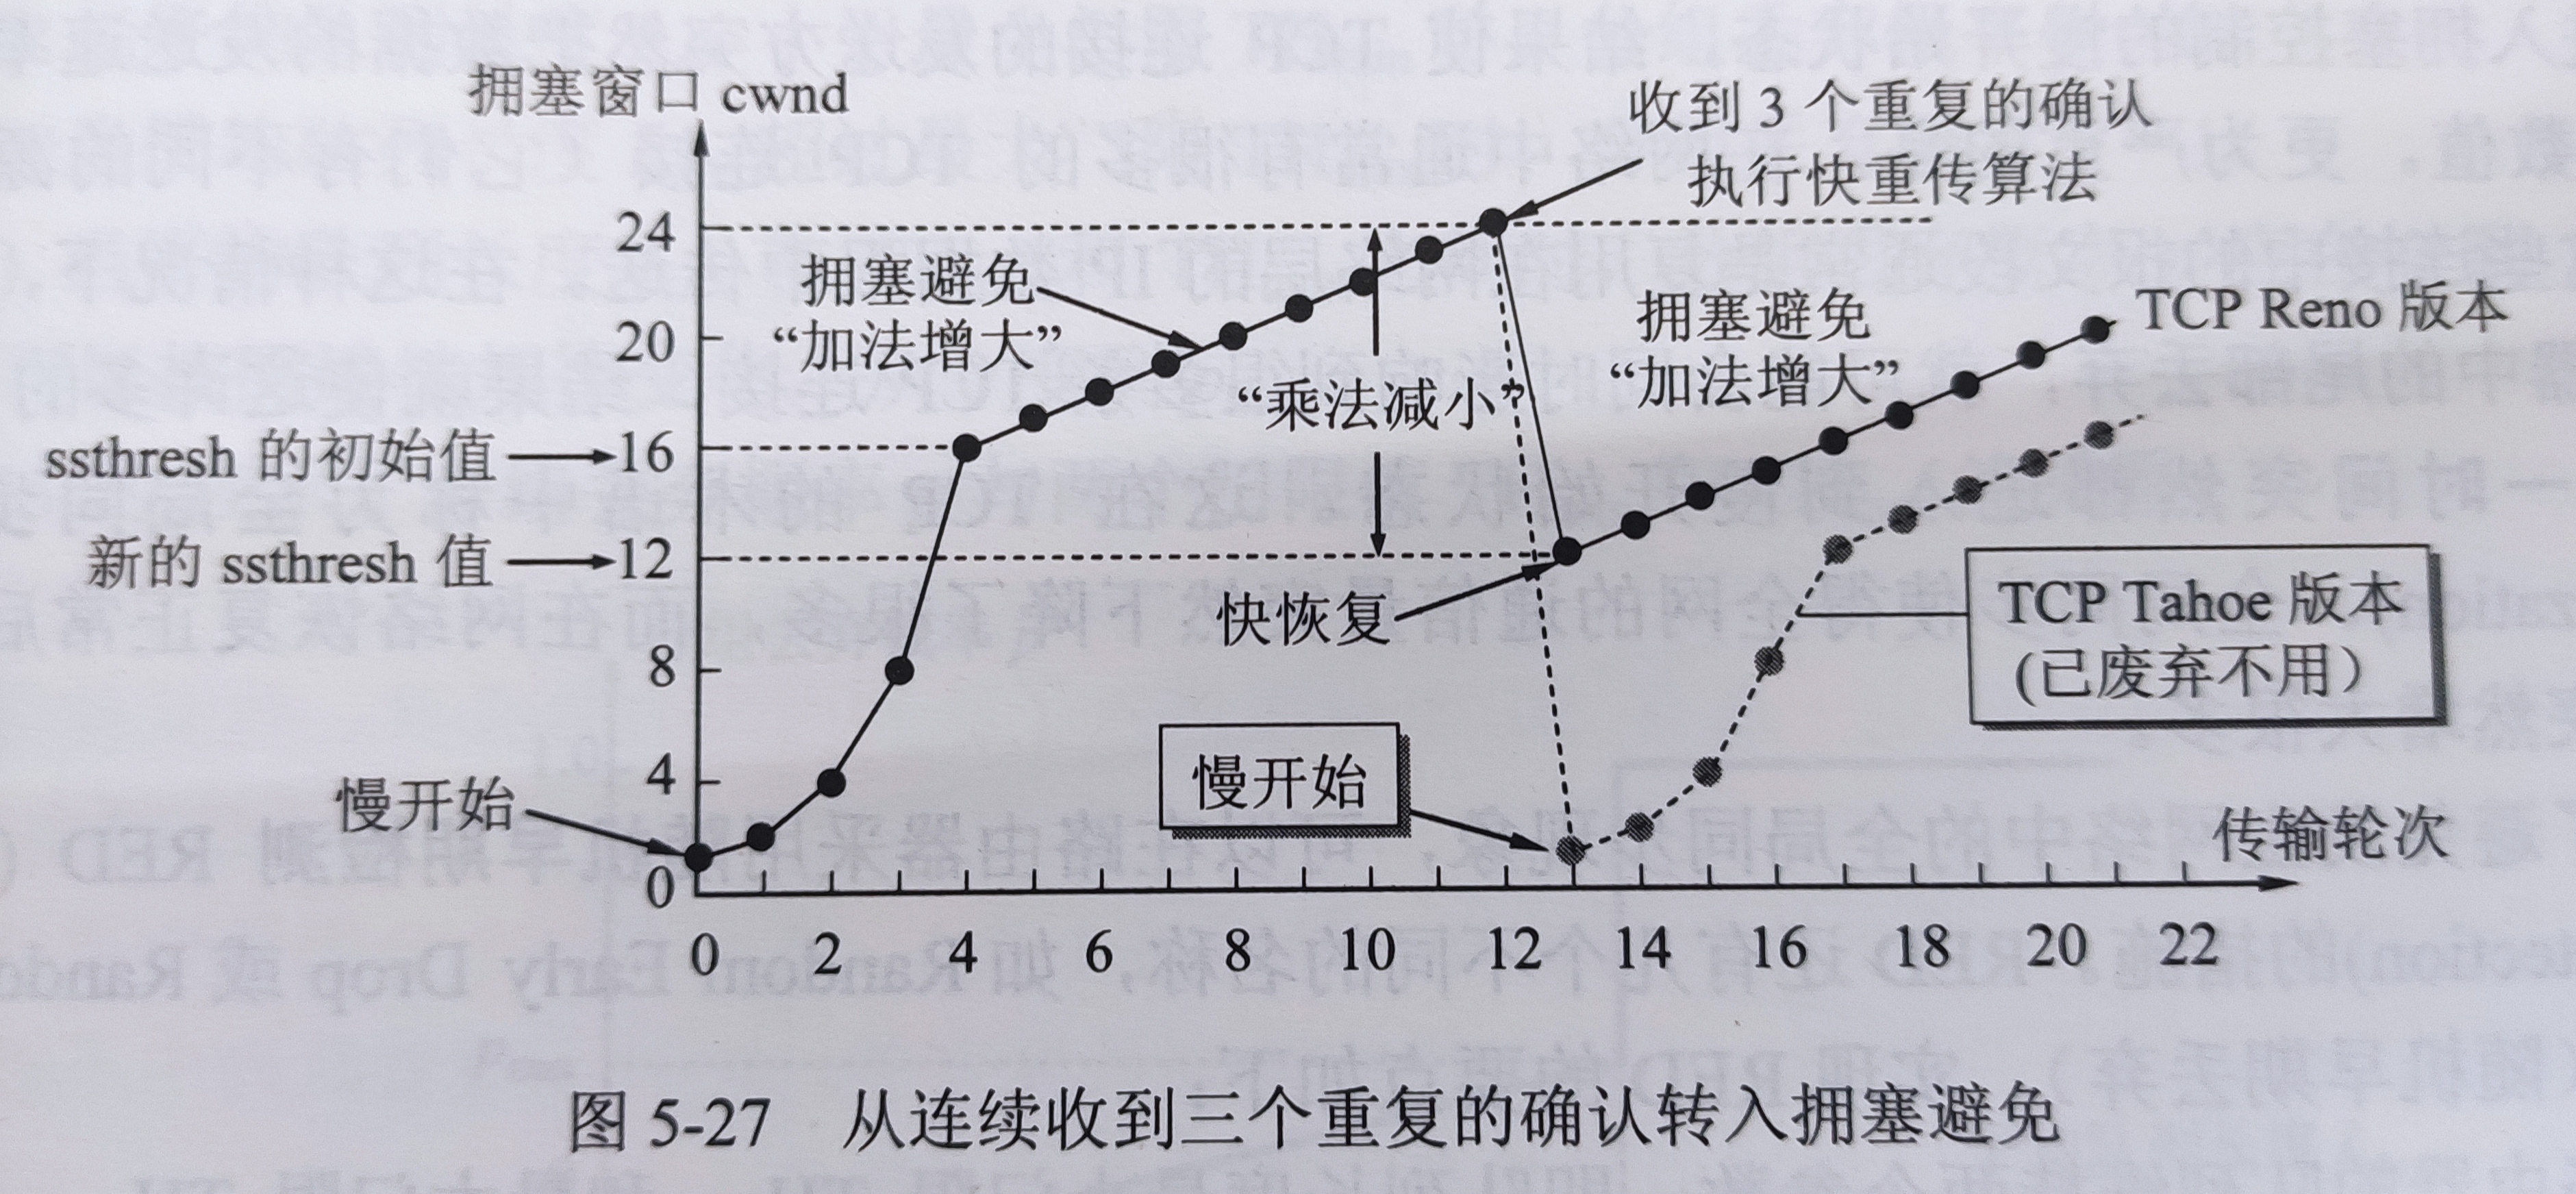 拥塞窗口 cwnd
收到 3 个重复的确认
执行快重传算法
24
拥塞避免
“加法增大”
20
拥塞避免
“加法增大”
TCP Reno 版本
“乘法减小”
ssthresh 的初始值
16
新的 ssthresh 值
12
快恢复
TCP Tahoe 版本
(已废弃不用)
8
慢开始
4
慢开始
传输轮次
0
0 2 4 6 8 10 12 14 16 18 20 22
图 5-27 从连续收到三个重复的确认转入拥塞避免